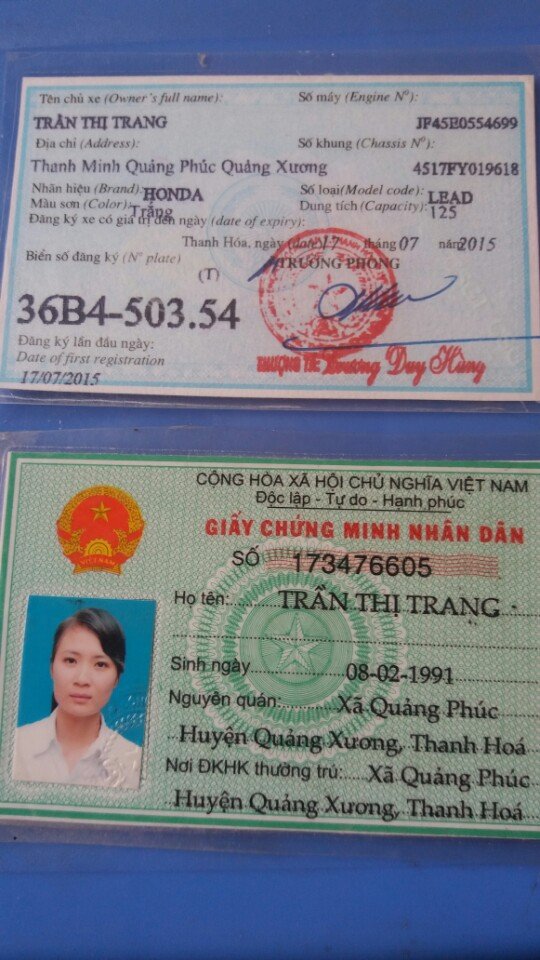 Tên chủ xe (Owner's full name):
TRẦN THỊ TRANG
Số máy (Engine Nº):
JF45E0554699
Địa chỉ (Address):
Thanh Minh Quảng Phúc Quảng Xương
Số khung (Chassis Nº):
4517FY019618
Nhãn hiệu (Brand): HONDA
Số loại(Model code): LEAD
Màu sơn (Color): Trắng
Dung tích (Capacity): 125
Đăng ký xe có giá trị đến ngày (date of expiry):
Thanh Hóa, ngày (date) 17 tháng 07 năm 2015
Biển số đăng ký (Nº plate)
TRƯỞNG PHÒNG
(T)
36B4-503.54
Đăng ký lần đầu ngày:
Date of first registration
17/07/2015
THƯỢNG TÁ Trương Duy Hùng
CỘNG HÒA XÃ HỘI CHỦ NGHĨA VIỆT NAM
Độc lập - Tự do - Hạnh phúc
GIẤY CHỨNG MINH NHÂN DÂN
SỐ 173476605
VIỆT NAM
Họ tên: TRẦN THỊ TRANG
Sinh ngày 08-02-1991
Nguyên quán: Xã Quảng Phúc
Huyện Quảng Xương, Thanh Hoá
Nơi ĐKHK thường trú: Xã Quảng Phúc
Huyện Quảng Xương, Thanh Hoá